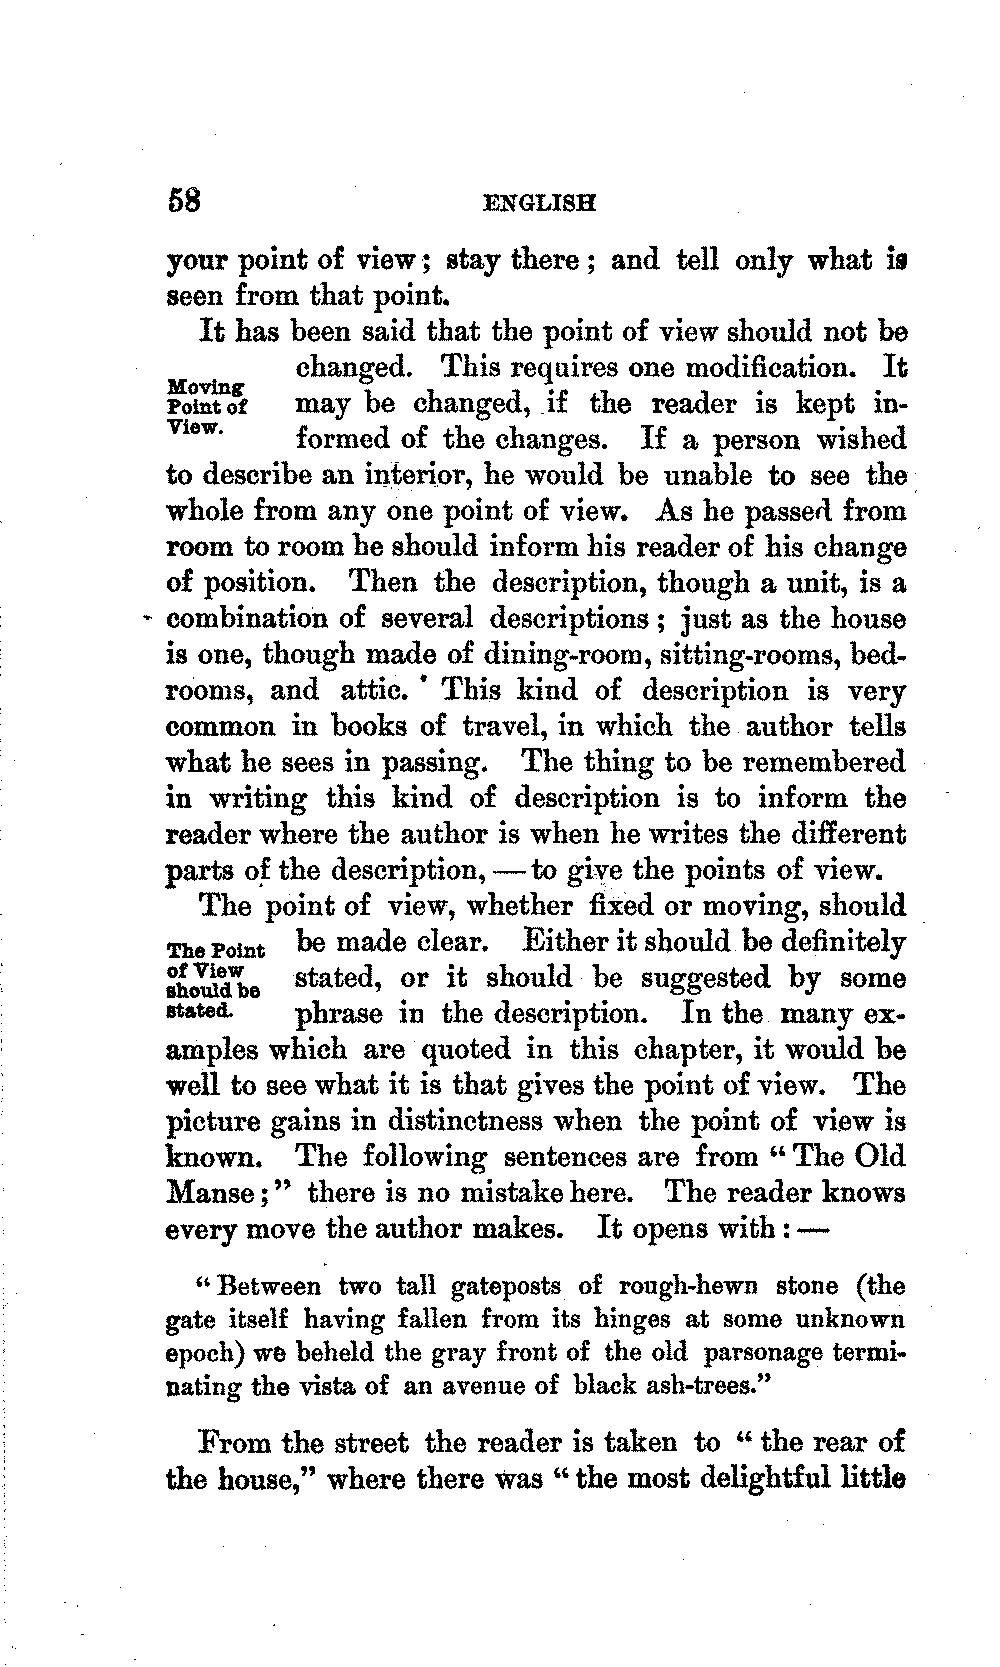 58 ENGLISH
your point of view; stay there; and tell only what is
seen from that point.
It has been said that the point of view should not be
changed. This requires one modification. It
Moving
Point of
View.
may be changed, if the reader is kept in-
formed of the changes. If a person wished
to describe an interior, he would be unable to see the
whole from any one point of view. As he passed from
room to room he should inform his reader of his change
of position. Then the description, though a unit, is a
combination of several descriptions; just as the house
is one, though made of dining-room, sitting-rooms, bed-
rooms, and attic. This kind of description is very
common in books of travel, in which the author tells
what he sees in passing. The thing to be remembered
in writing this kind of description is to inform the
reader where the author is when he writes the different
parts of the description, — to give the points of view.
The point of view, whether fixed or moving, should
The Point
of View
should be
stated.
be made clear. Either it should be definitely
stated, or it should be suggested by some
phrase in the description. In the many ex-
amples which are quoted in this chapter, it would be
well to see what it is that gives the point of view. The
picture gains in distinctness when the point of view is
known. The following sentences are from "The Old
Manse;" there is no mistake here. The reader knows
every move the author makes. It opens with: —
"Between two tall gateposts of rough-hewn stone (the
gate itself having fallen from its hinges at some unknown
epoch) we beheld the gray front of the old parsonage termi-
nating the vista of an avenue of black ash-trees."
From the street the reader is taken to "the rear of
the house," where there was "the most delightful little